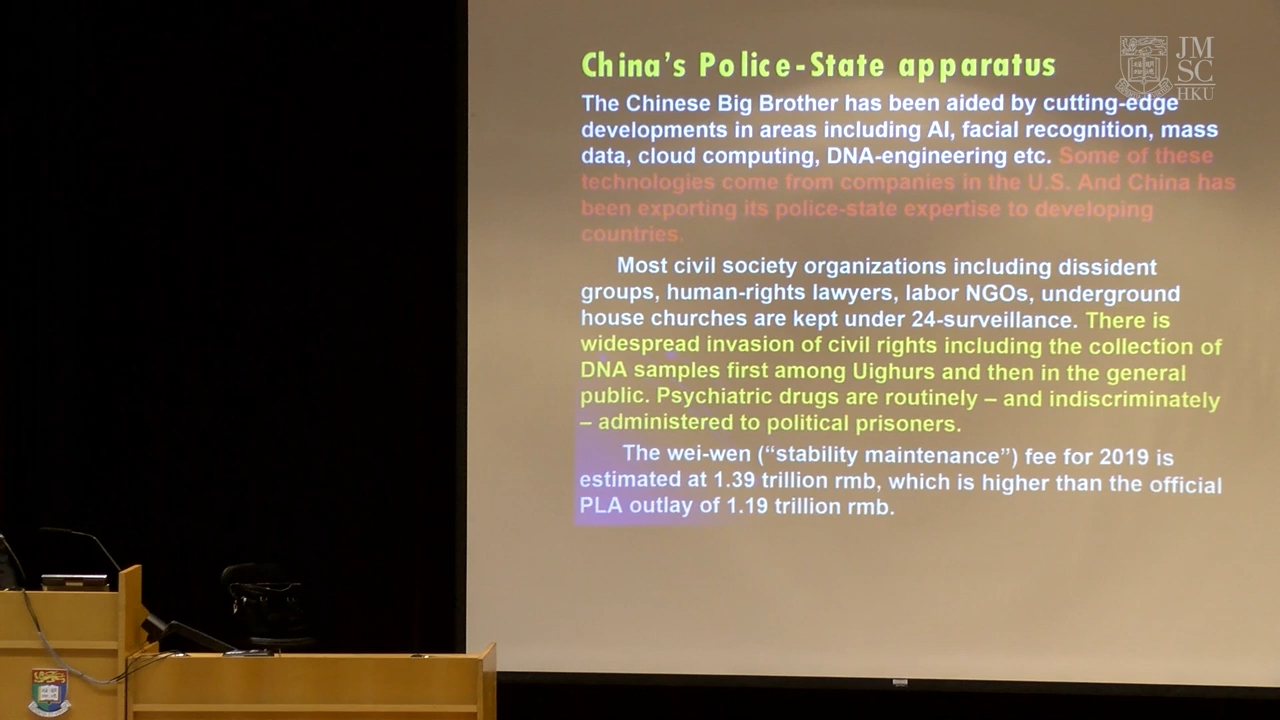 China's Police-State apparatus
JM
SC
HKU
The Chinese Big Brother has been aided by cutting-edge
developments in areas including AI, facial recognition, mass
data, cloud computing, DNA-engineering etc. Some of these
technologies come from companies in the U.S. And China has
been exporting its police-state expertise to developing
countries.
Most civil society organizations including dissident
groups, human-rights lawyers, labor NGOs, underground
house churches are kept under 24-surveillance. There is
widespread invasion of civil rights including the collection of
DNA samples first among Uighurs and then in the general
public. Psychiatric drugs are routinely – and indiscriminately
– administered to political prisoners.
The wei-wen (“stability maintenance”) fee for 2019 is
estimated at 1.39 trillion rmb, which is higher than the official
PLA outlay of 1.19 trillion rmb.